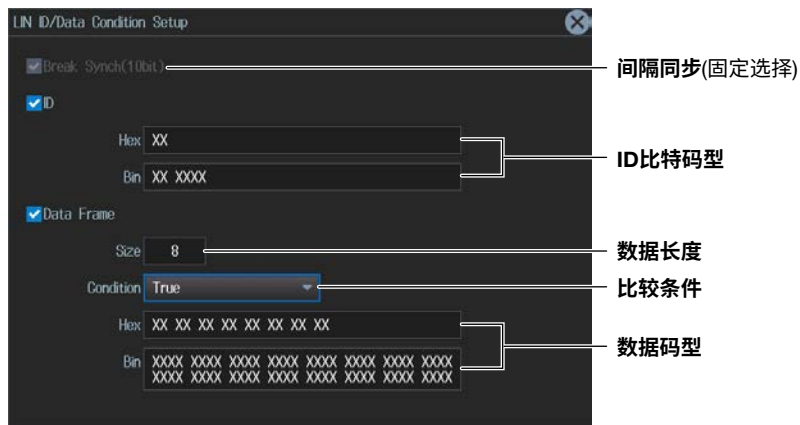 LIN ID/Data Condition Setup
Break Synch(10bit)
间隔同步(固定选择)
ID
Hex XX
Bin XX XXXX
ID比特码型
Data Frame
Size 8
数据长度
Condition True
比较条件
Hex XX XX XX XX XX XX XX XX
Bin XXXX XXXX XXXX XXXX XXXX XXXX XXXX XXXX
XXXX XXXX XXXX XXXX XXXX XXXX XXXX XXXX
数据码型